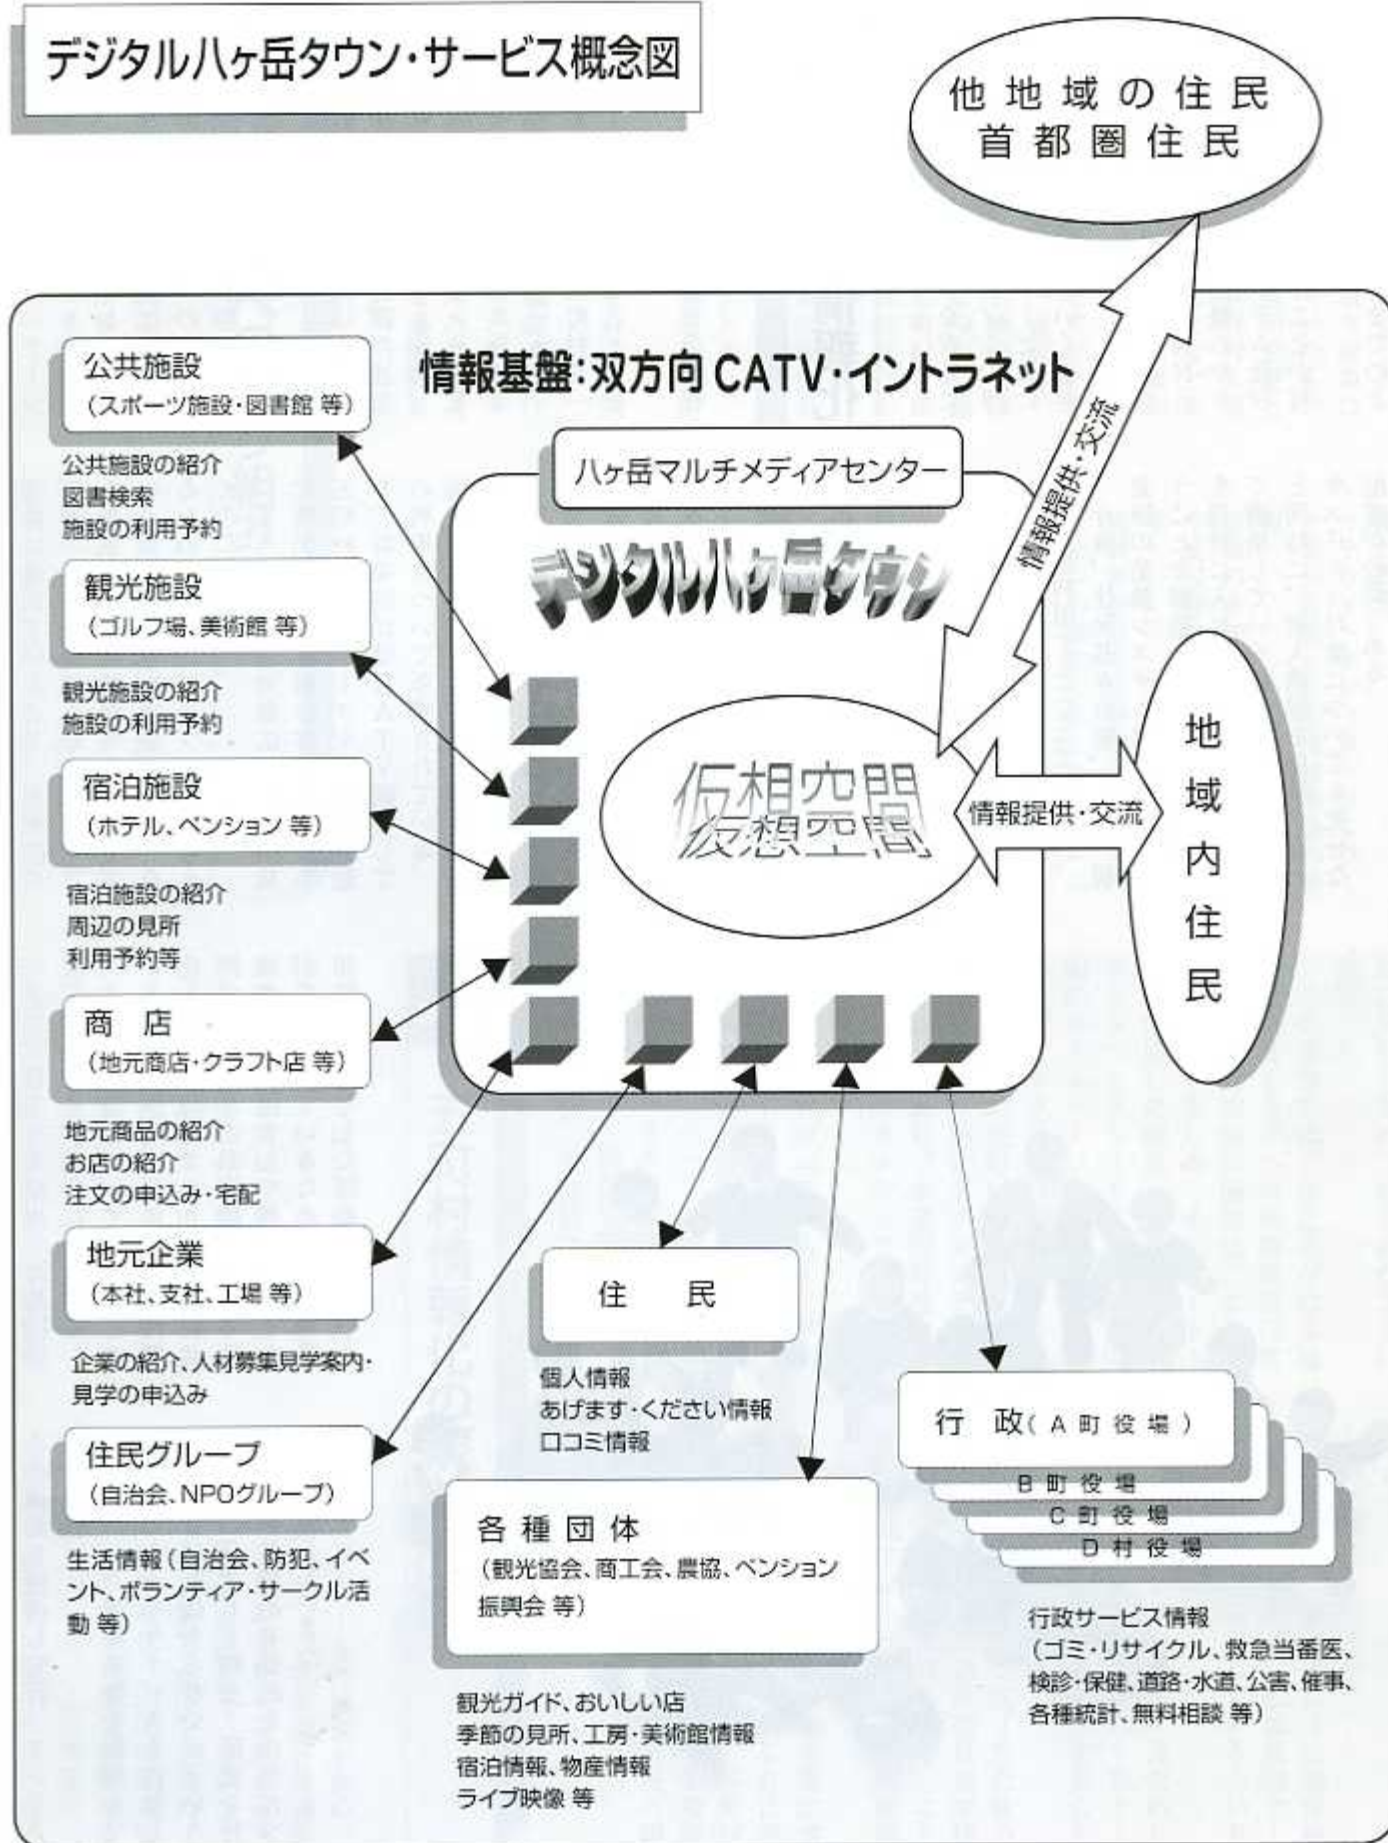 デジタル八ヶ岳タウン・サービス概念図
他地域の住民
首都圏住民
情報基盤:双方向CATV・イントラネット
公共施設
(スポーツ施設・図書館 等)
公共施設の紹介
図書検索
施設の利用予約
観光施設
(ゴルフ場、美術館 等)
観光施設の紹介
施設の利用予約
宿泊施設
(ホテル、ペンション 等)
宿泊施設の紹介
周辺の見所
利用予約等
商 店
(地元商店・クラフト店 等)
地元商品の紹介
お店の紹介
注文の申込み・宅配
地元企業
(本社、支社、工場 等)
企業の紹介、人材募集見学案内・
見学の申込み
住民グループ
(自治会、NPOグループ)
生活情報(自治会、防犯、イベ
ント、ボランティア・サークル活
動 等)
八ヶ岳マルチメディアセンター
デジタル八ヶ岳タウン
仮想空間
仮想空間
情報提供・交流
情報提供・交流
地域内住民
住 民
個人情報
あげます・ください情報
口コミ情報
各種団体
(観光協会、商工会、農協、ペンション
振興会 等)
観光ガイド、おいしい店
季節の見所、工房・美術館情報
宿泊情報、物産情報
ライブ映像 等
行 政(A町役場)
B町役場
C町役場
D村役場
行政サービス情報
(ゴミ・リサイクル、救急当番医、
検診・保健、道路・水道、公害、催事、
各種統計、無料相談 等)